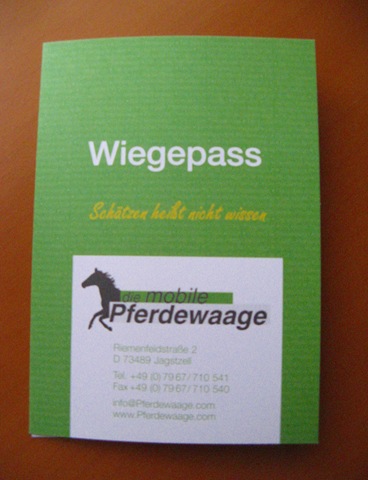 Wiegepass
Schätzen heißt nicht wissen
die mobile
Pferdewaage
Riemenfeldstraße 2
D 73489 Jagstzell
Tel. +49 (0) 79 67 / 710 541
Fax +49 (0) 79 67 / 710 540
info@Pferdewaage.com
www.Pferdewaage.com